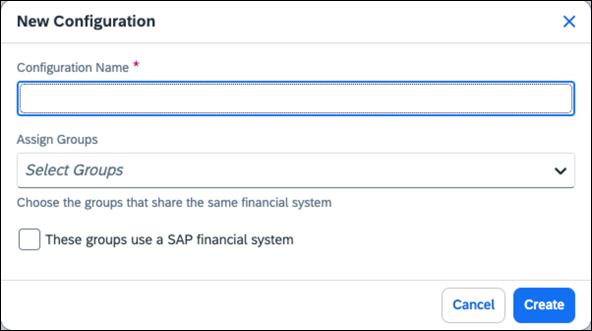 New Configuration
Configuration Name *
Assign Groups
Select Groups
Choose the groups that share the same financial system
These groups use a SAP financial system
Cancel Create